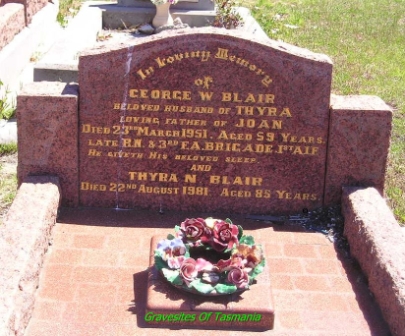 In Loving Memory
OF
GEORGE W BLAIR
BELOVED HUSBAND OF THYRA
LOVING FATHER OF JOAN
DIED 23RD MARCH 1951. AGED 59 YEARS
LATE R.N. & 3RD F.A. BRIGADE. 1ST A.I.F
HE GIVETH HIS BELOVED SLEEP
AND
THYRA N BLAIR
DIED 22ND AUGUST 1981. AGED 85 YEARS
Gravesites Of Tasmania